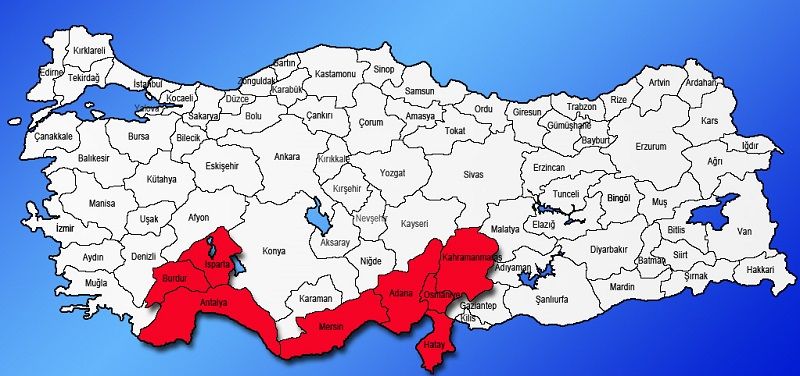 Kırklareli
Edirne
Tekirdağ
İstanbul
Yalova
Kocaeli
Sakarya
Düzce
Zonguldak
Bartın
Karabük
Bolu
Kastamonu
Sinop
Çankırı
Çorum
Samsun
Amasya
Tokat
Ordu
Giresun
Gümüşhane
Trabzon
Bayburt
Rize
Artvin
Ardahan
Kars
Iğdır
Erzurum
Ağrı
Çanakkale
Balıkesir
Bursa
Bilecik
Eskişehir
Kütahya
Ankara
Kırıkkale
Kırşehir
Yozgat
Sivas
Erzincan
Tunceli
Bingöl
Muş
Bitlis
Van
Manisa
İzmir
Uşak
Afyon
Aydın
Denizli
Muğla
Burdur
Isparta
Antalya
Konya
Aksaray
Nevşehir
Niğde
Kayseri
Karaman
Mersin
Adana
Osmaniye
Hatay
Kahramanmaraş
Malatya
Elazığ
Adıyaman
Gaziantep
Kilis
Şanlıurfa
Diyarbakır
Mardin
Batman
Siirt
Şırnak
Hakkari